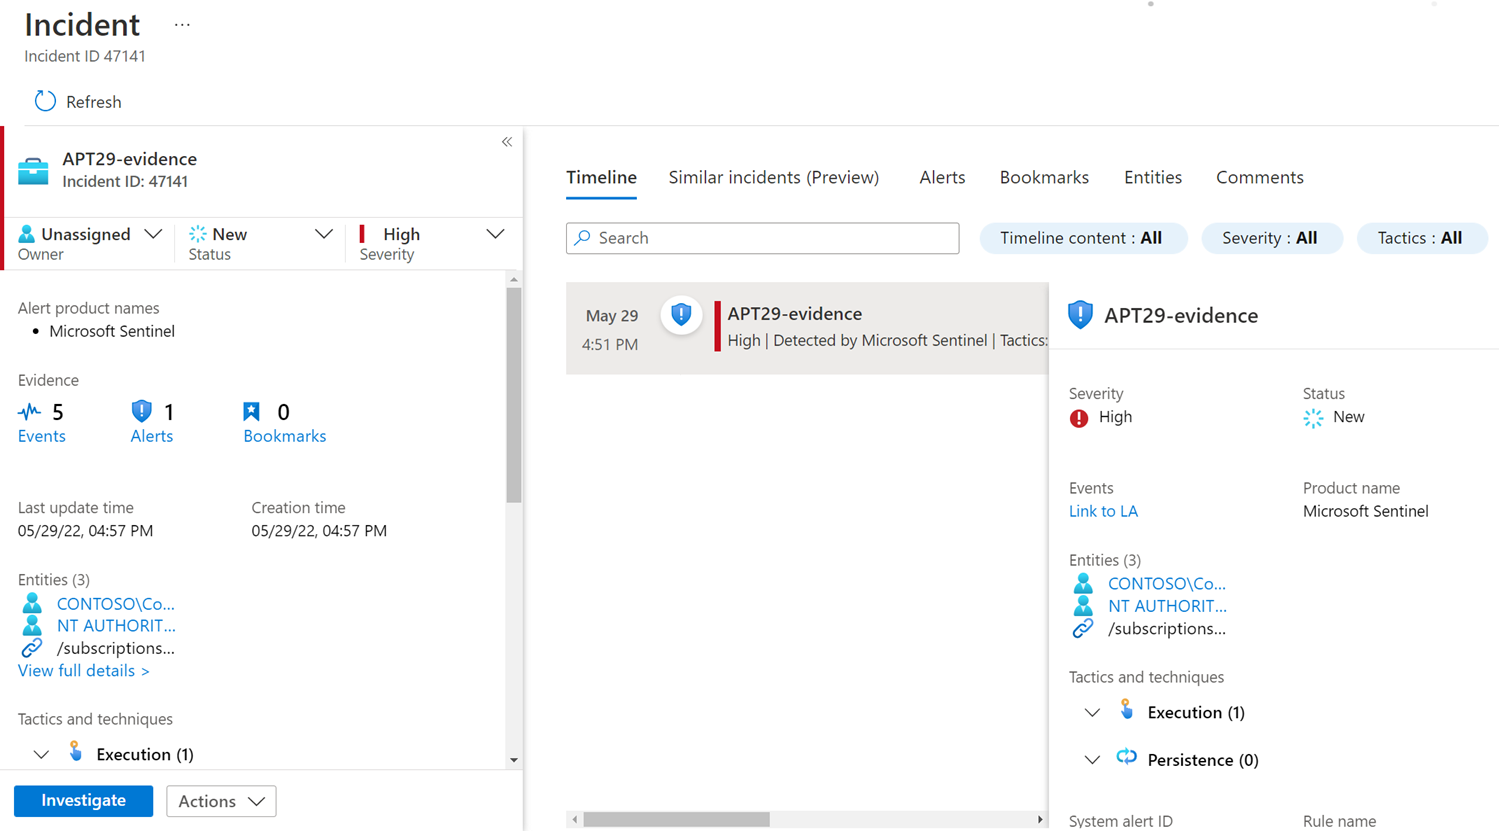 Incident ...
Incident ID 47141
Refresh
«
APT29-evidence
Incident ID: 47141
Unassigned
Owner
New
Status
High
Severity
Alert product names
• Microsoft Sentinel
Evidence
5
Events
1
Alerts
0
Bookmarks
Last update time
05/29/22, 04:57 PM
Creation time
05/29/22, 04:57 PM
Entities (3)
CONTOSO\Co...
NT AUTHORIT...
/subscriptions...
View full details >
Tactics and techniques
Execution (1)
Investigate
Actions
Timeline
Similar incidents (Preview)
Alerts
Bookmarks
Entities
Comments
Search
Timeline content : All
Severity : All
Tactics : All
May 29
4:51 PM
APT29-evidence
High | Detected by Microsoft Sentinel | Tactics:
APT29-evidence
Severity
High
Status
New
Events
Link to LA
Product name
Microsoft Sentinel
Entities (3)
CONTOSO\Co...
NT AUTHORIT...
/subscriptions...
Tactics and techniques
Execution (1)
Persistence (0)
System alert ID
Rule name